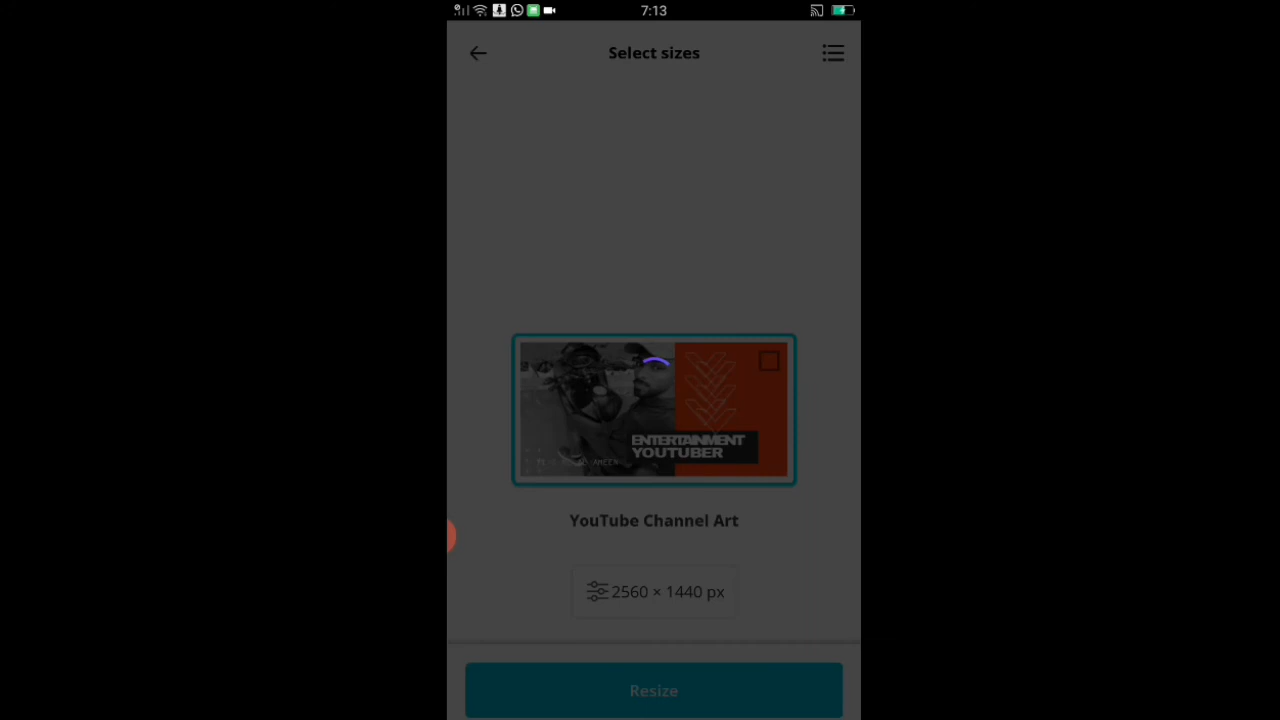 7:13
Select sizes
ENTERTAINMENT
YOUTUBER
YouTube Channel Art
2560 × 1440 px
Resize